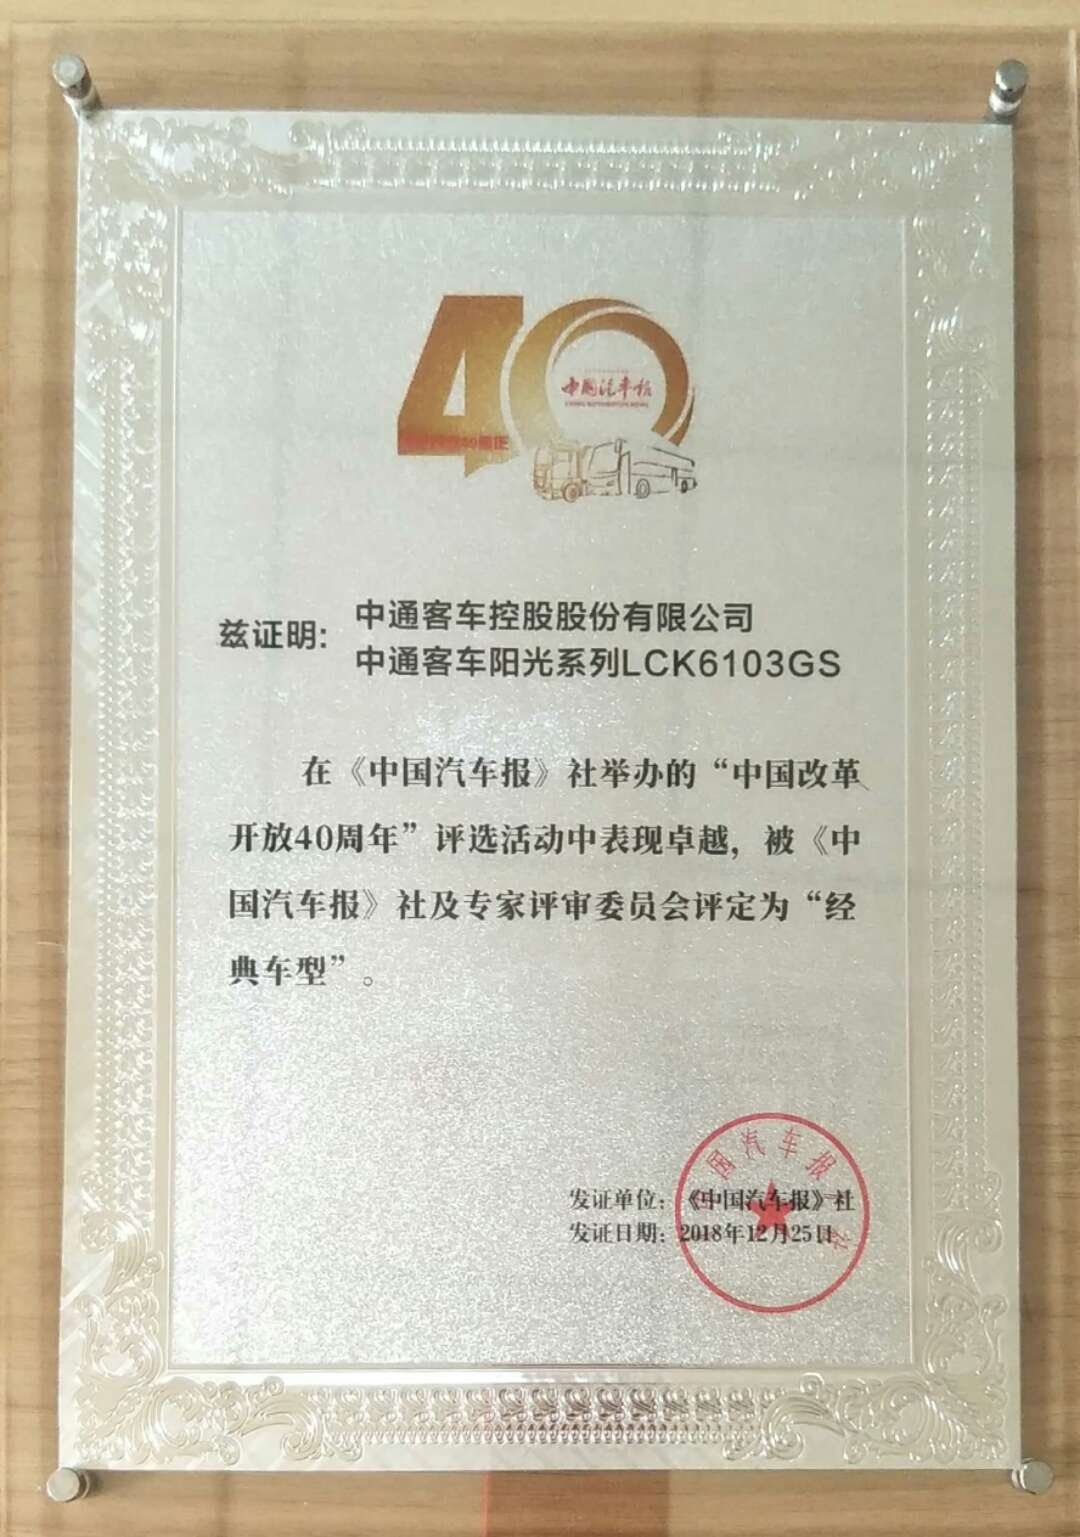 40
中国汽车报
兹证明:
中通客车控股股份有限公司
中通客车阳光系列LCK6103GS
在《中国汽车报》社举办的“中国改革
开放40周年”评选活动中表现卓越，被《中
国汽车报》社及专家评审委员会评定为“经
典车型”。
发证单位：《中国汽车报》社
发证日期：2018年12月25日
国汽车报